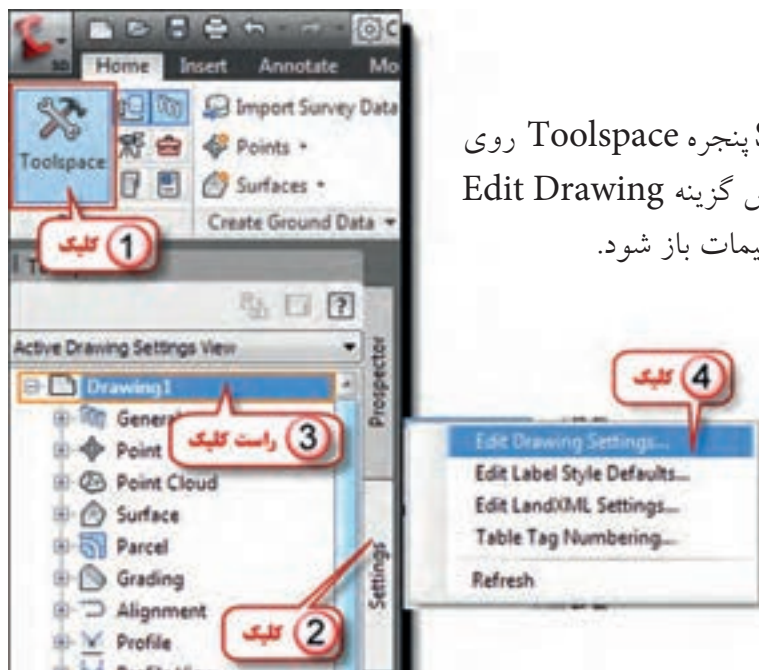 3D
Home Insert Annotate Mo
Toolspace
Import Survey Data
Points
Surfaces
Create Ground Data
1 کلیک
پنجره Toolspace روی
گزینه Edit Drawing
باز شود.
Active Drawing Settings View
Prospector
Settings
Drawing1
General
Point
Point Cloud
Surface
Parcel
Grading
Alignment
Profile
3 راست کلیک
2 کلیک
4 کلیک
Edit Drawing Settings...
Edit Label Style Defaults...
Edit LandXML Settings...
Table Tag Numbering...
Refresh